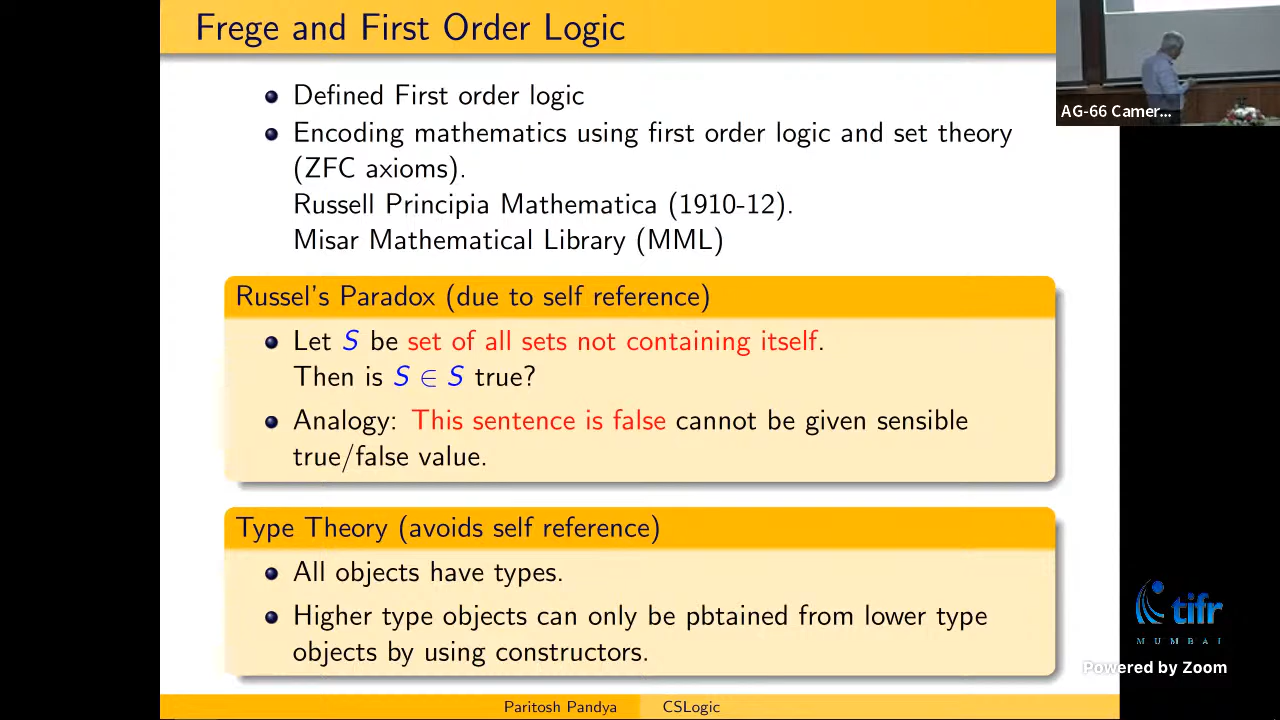 Frege and First Order Logic
AG-66 Camer...
Defined First order logic
Encoding mathematics using first order logic and set theory
(ZFC axioms).
Russell Principia Mathematica (1910-12).
Misar Mathematical Library (MML)
Russel's Paradox (due to self reference)
Let S be set of all sets not containing itself.
Then is S ∈ S true?
Analogy: This sentence is false cannot be given sensible
true/false value.
Type Theory (avoids self reference)
All objects have types.
Higher type objects can only be pbtained from lower type
objects by using constructors.
tifr
MUMBAI
Powered by Zoom
Paritosh Pandya CSLogic